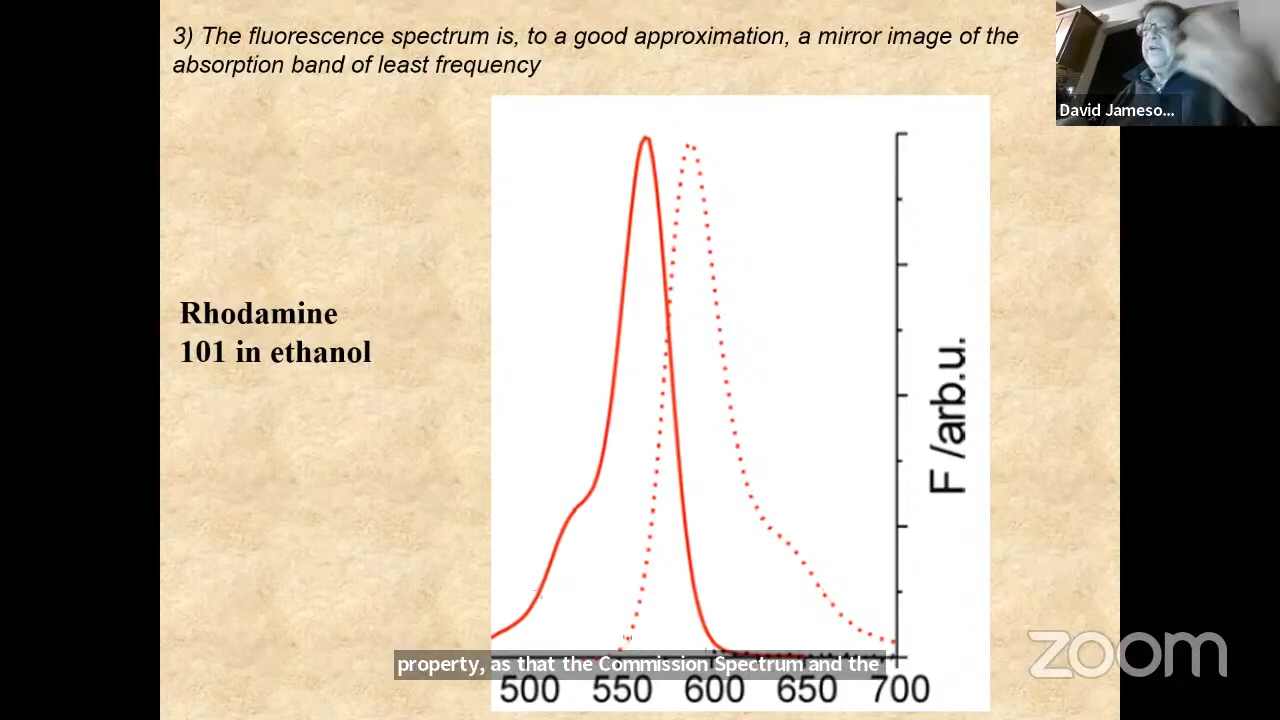 3) The fluorescence spectrum is, to a good approximation, a mirror image of the
absorption band of least frequency
David Jameso...
Rhodamine
101 in ethanol
F /arb.u.
property, as that the Commission Spectrum and the
500 550 600 650 700
zoom